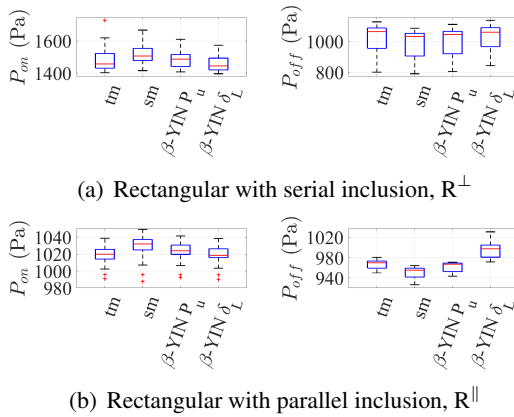 P_on (Pa)
1600
1400
tm
sm
β-YIN P_u
β-YIN δ_L
P_off (Pa)
1000
800
tm
sm
β-YIN P_u
β-YIN δ_L
(a) Rectangular with serial inclusion, R^⊥
P_on (Pa)
1040
1020
1000
980
tm
sm
β-YIN P_u
β-YIN δ_L
P_off (Pa)
1020
980
940
tm
sm
β-YIN P_u
β-YIN δ_L
(b) Rectangular with parallel inclusion, R^∥